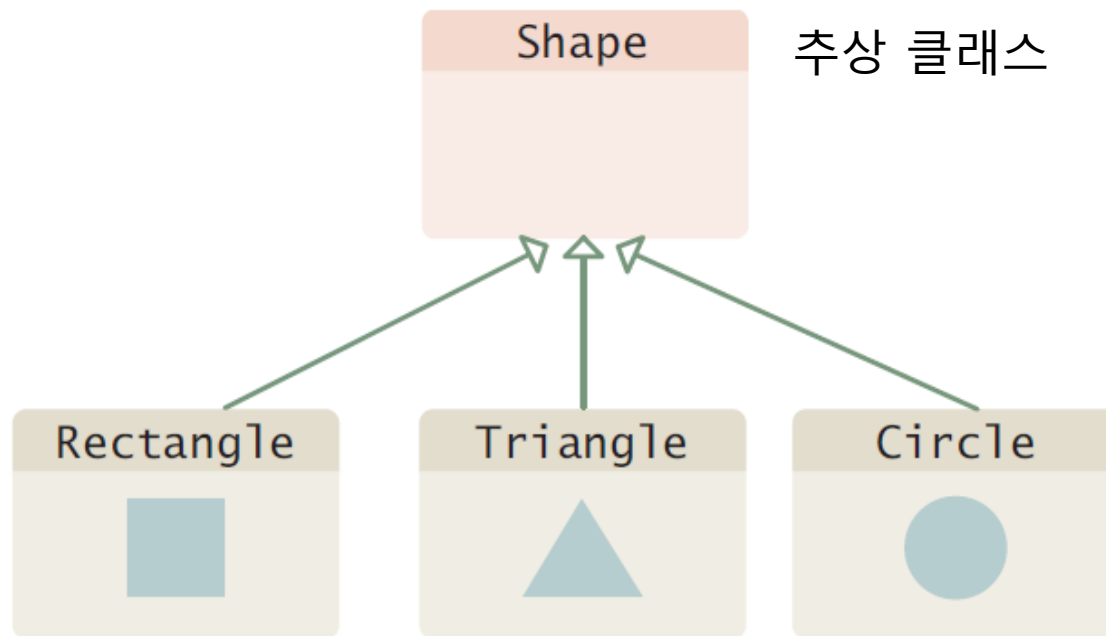 Shape
추상 클래스
Rectangle
Triangle
Circle